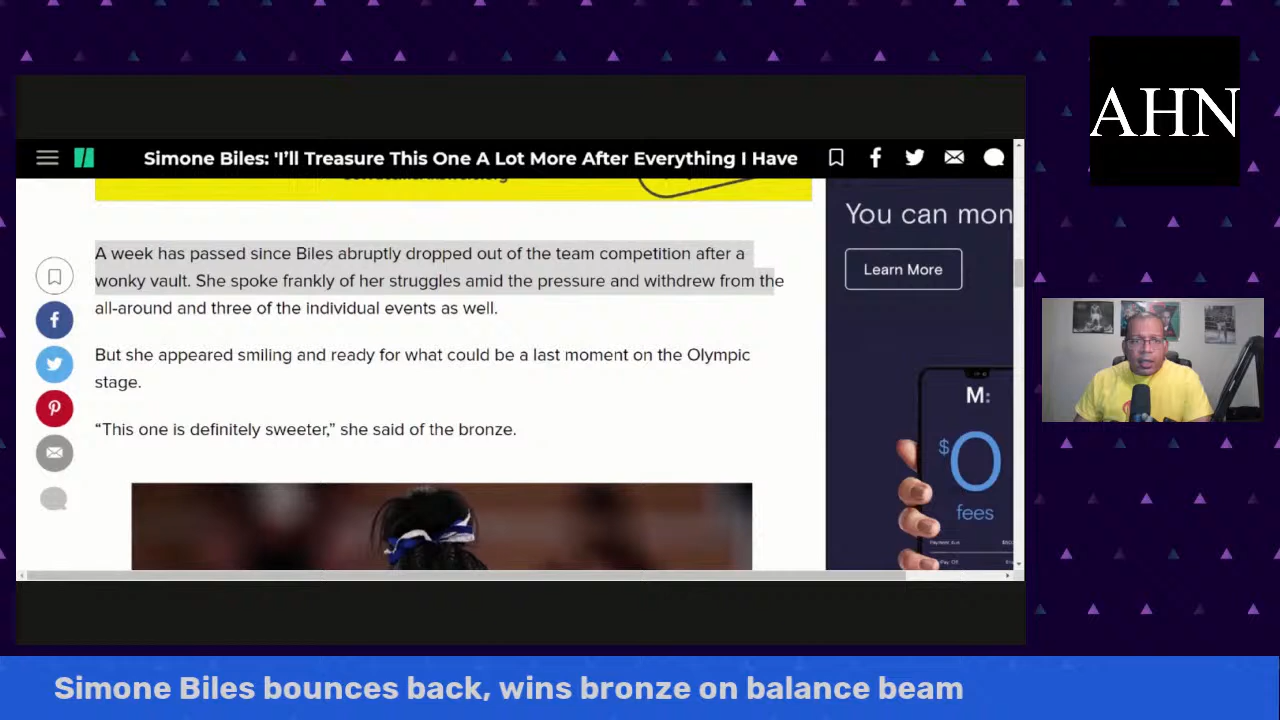 AHN
Simone Biles: 'I'll Treasure This One A Lot More After Everything I Have
You can mon
Learn More
A week has passed since Biles abruptly dropped out of the team competition after a
wonky vault. She spoke frankly of her struggles amid the pressure and withdrew from the
all-around and three of the individual events as well.
But she appeared smiling and ready for what could be a last moment on the Olympic
stage.
“This one is definitely sweeter,” she said of the bronze.
M:
$0
fees
Simone Biles bounces back, wins bronze on balance beam